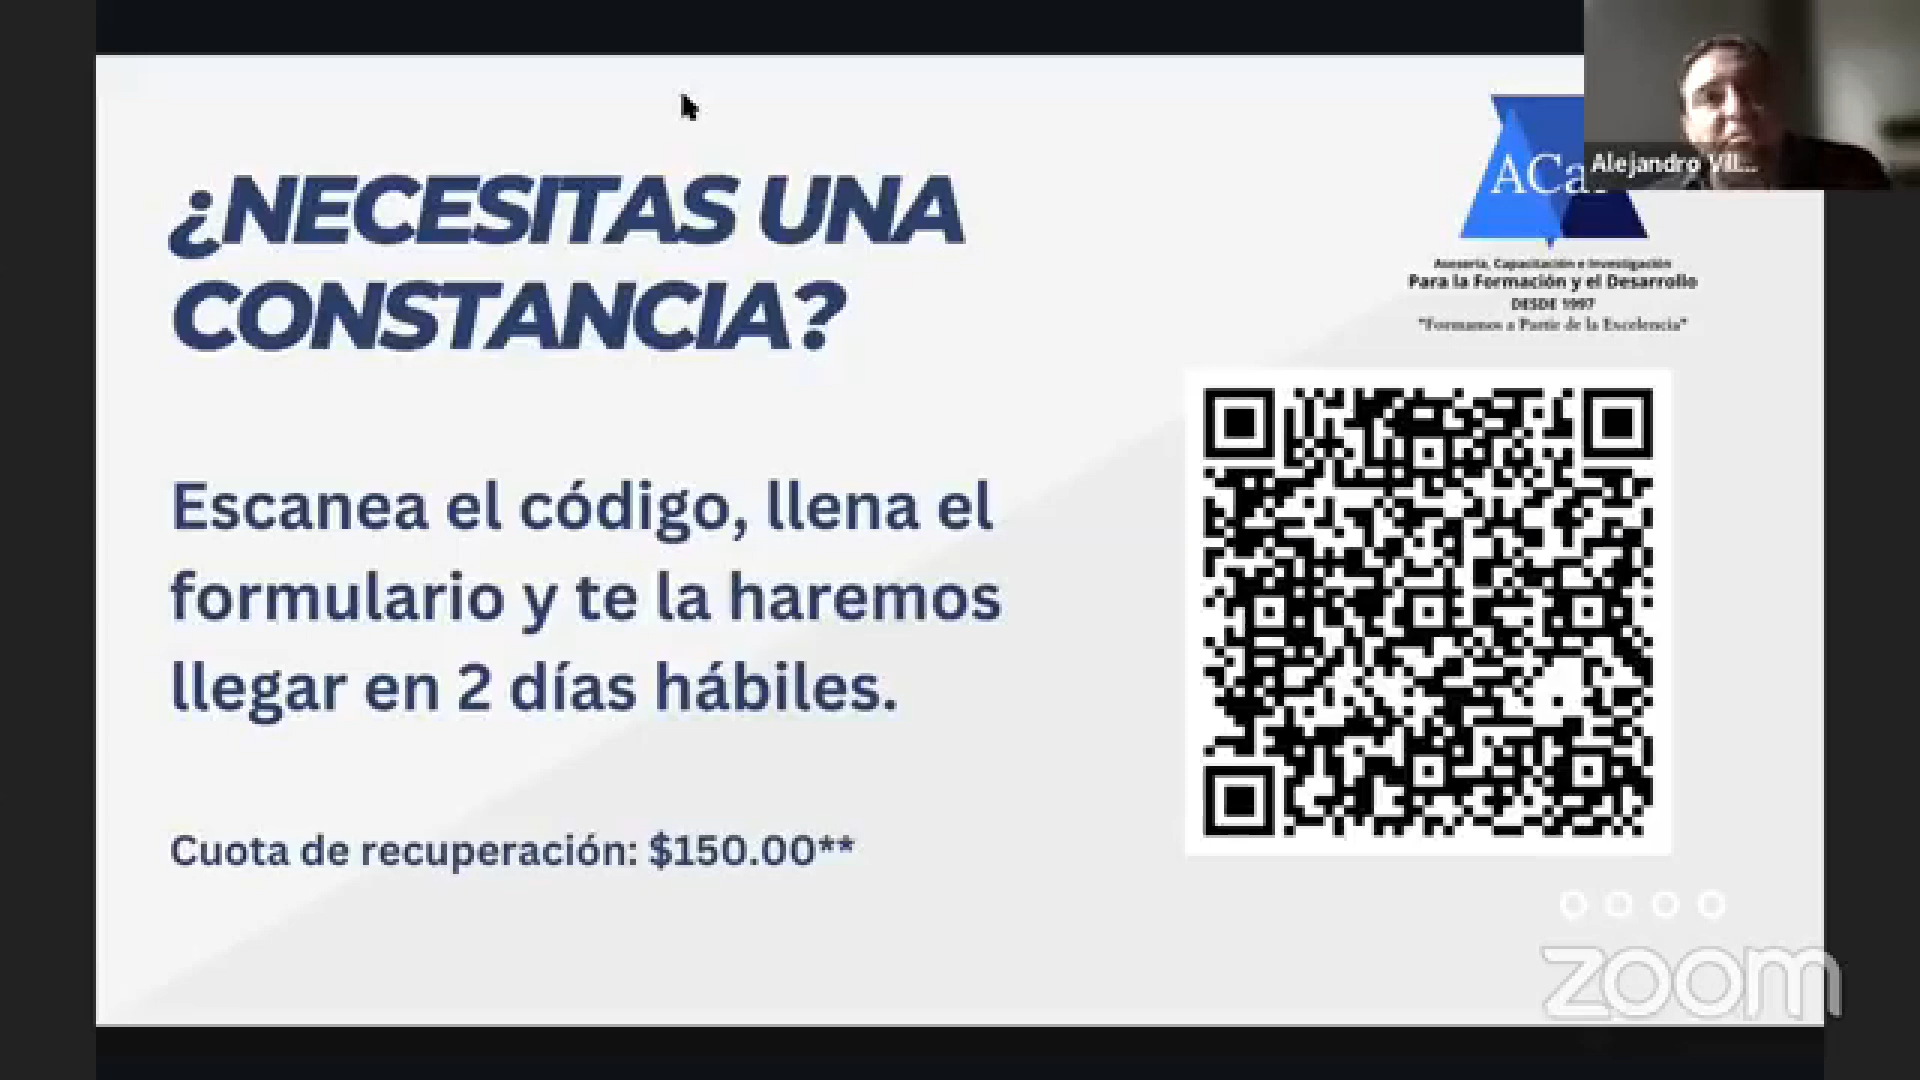 ¿NECESITAS UNA
CONSTANCIA?
Escanea el código, llena el
formulario y te la haremos
llegar en 2 días hábiles.
Cuota de recuperación: $150.00**
Alejandro
Asesoría, Capacitación e Investigación
Para la Formación y el Desarrollo
DESDE 1997
"Formamos a Partir de la Excelencia"
zoom